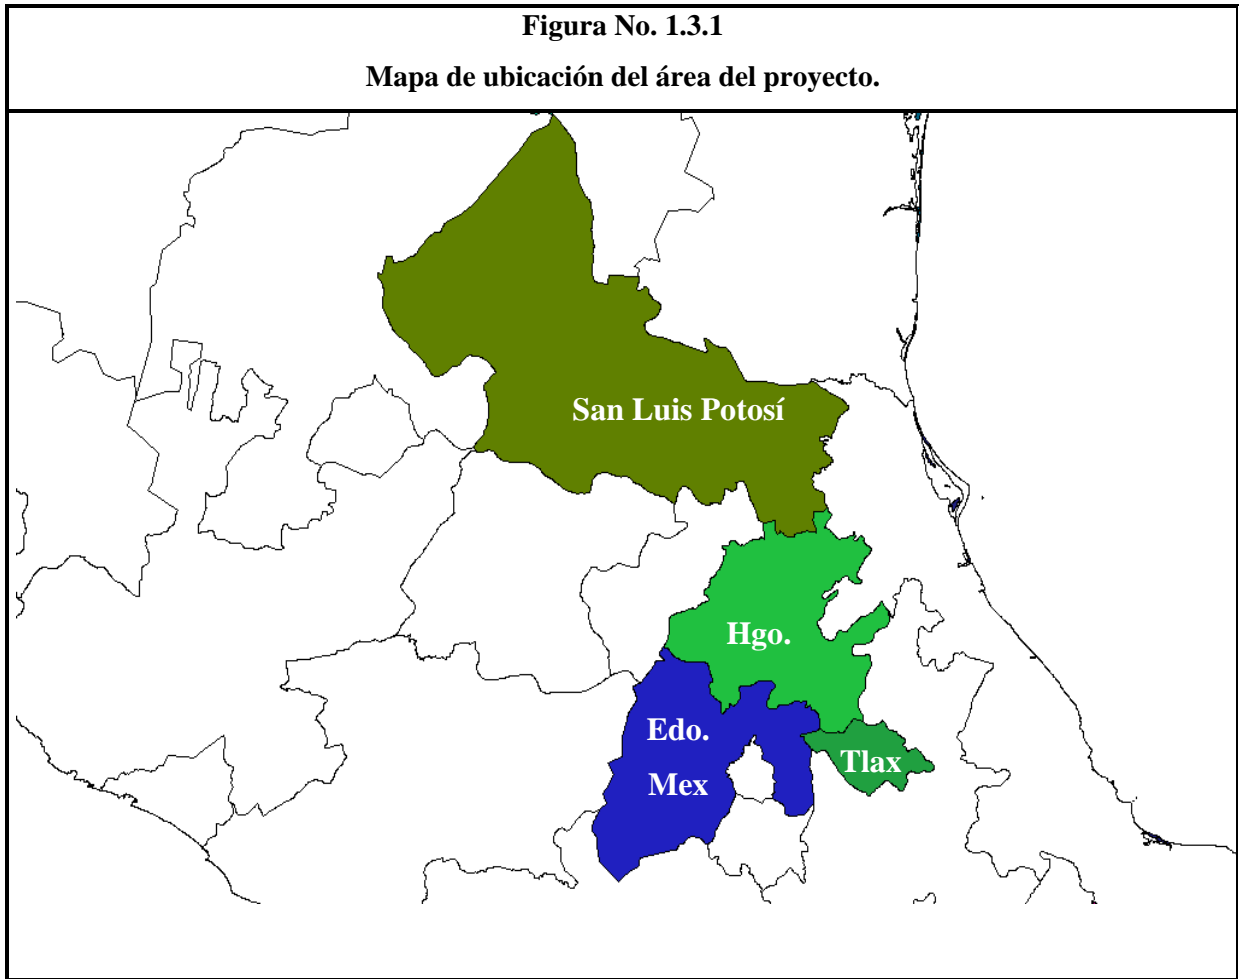 Figura No. 1.3.1
Mapa de ubicación del área del proyecto.
San Luis Potosí
Hgo.
Edo.
Mex
Tlax